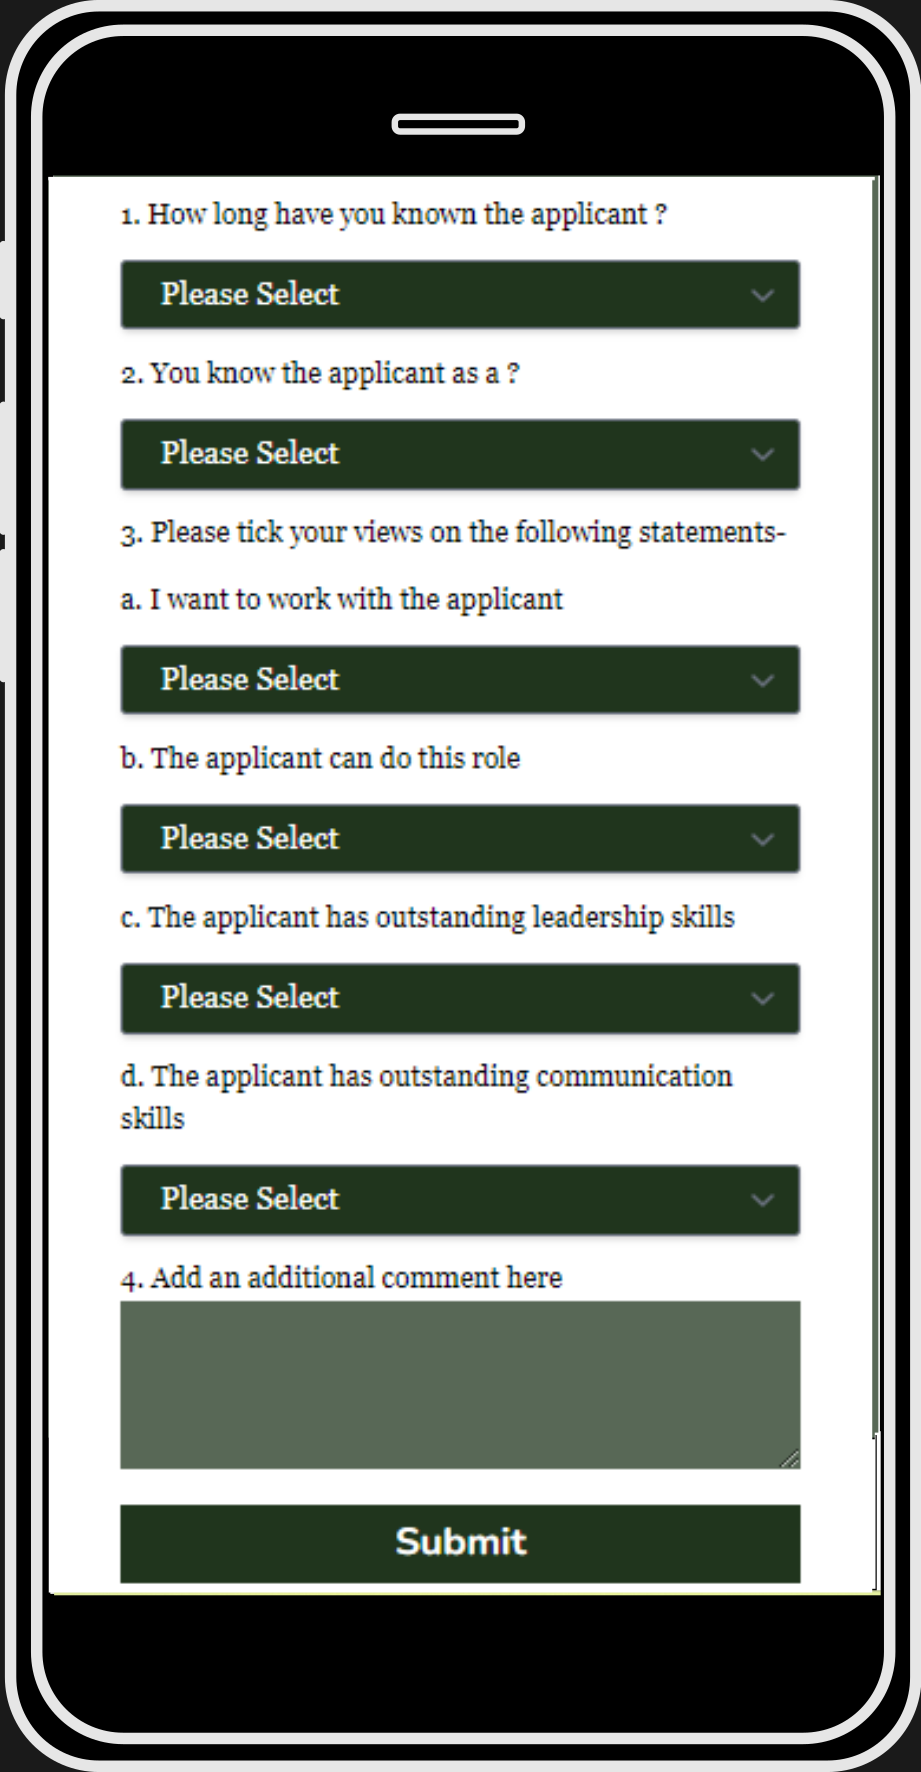 1. How long have you known the applicant ?
Please Select
2. You know the applicant as a ?
Please Select
3. Please tick your views on the following statements-
a. I want to work with the applicant
Please Select
b. The applicant can do this role
Please Select
c. The applicant has outstanding leadership skills
Please Select
d. The applicant has outstanding communication
skills
Please Select
4. Add an additional comment here
Submit